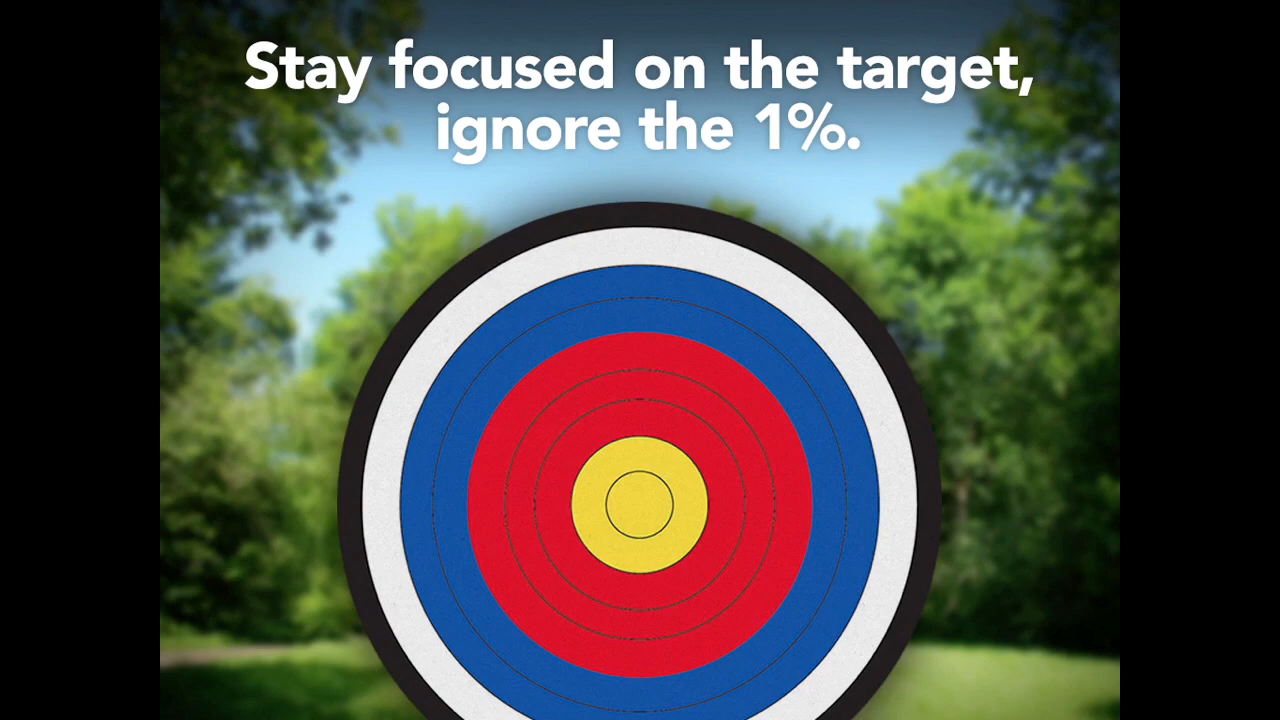 Stay focused on the target,
ignore the 1%.